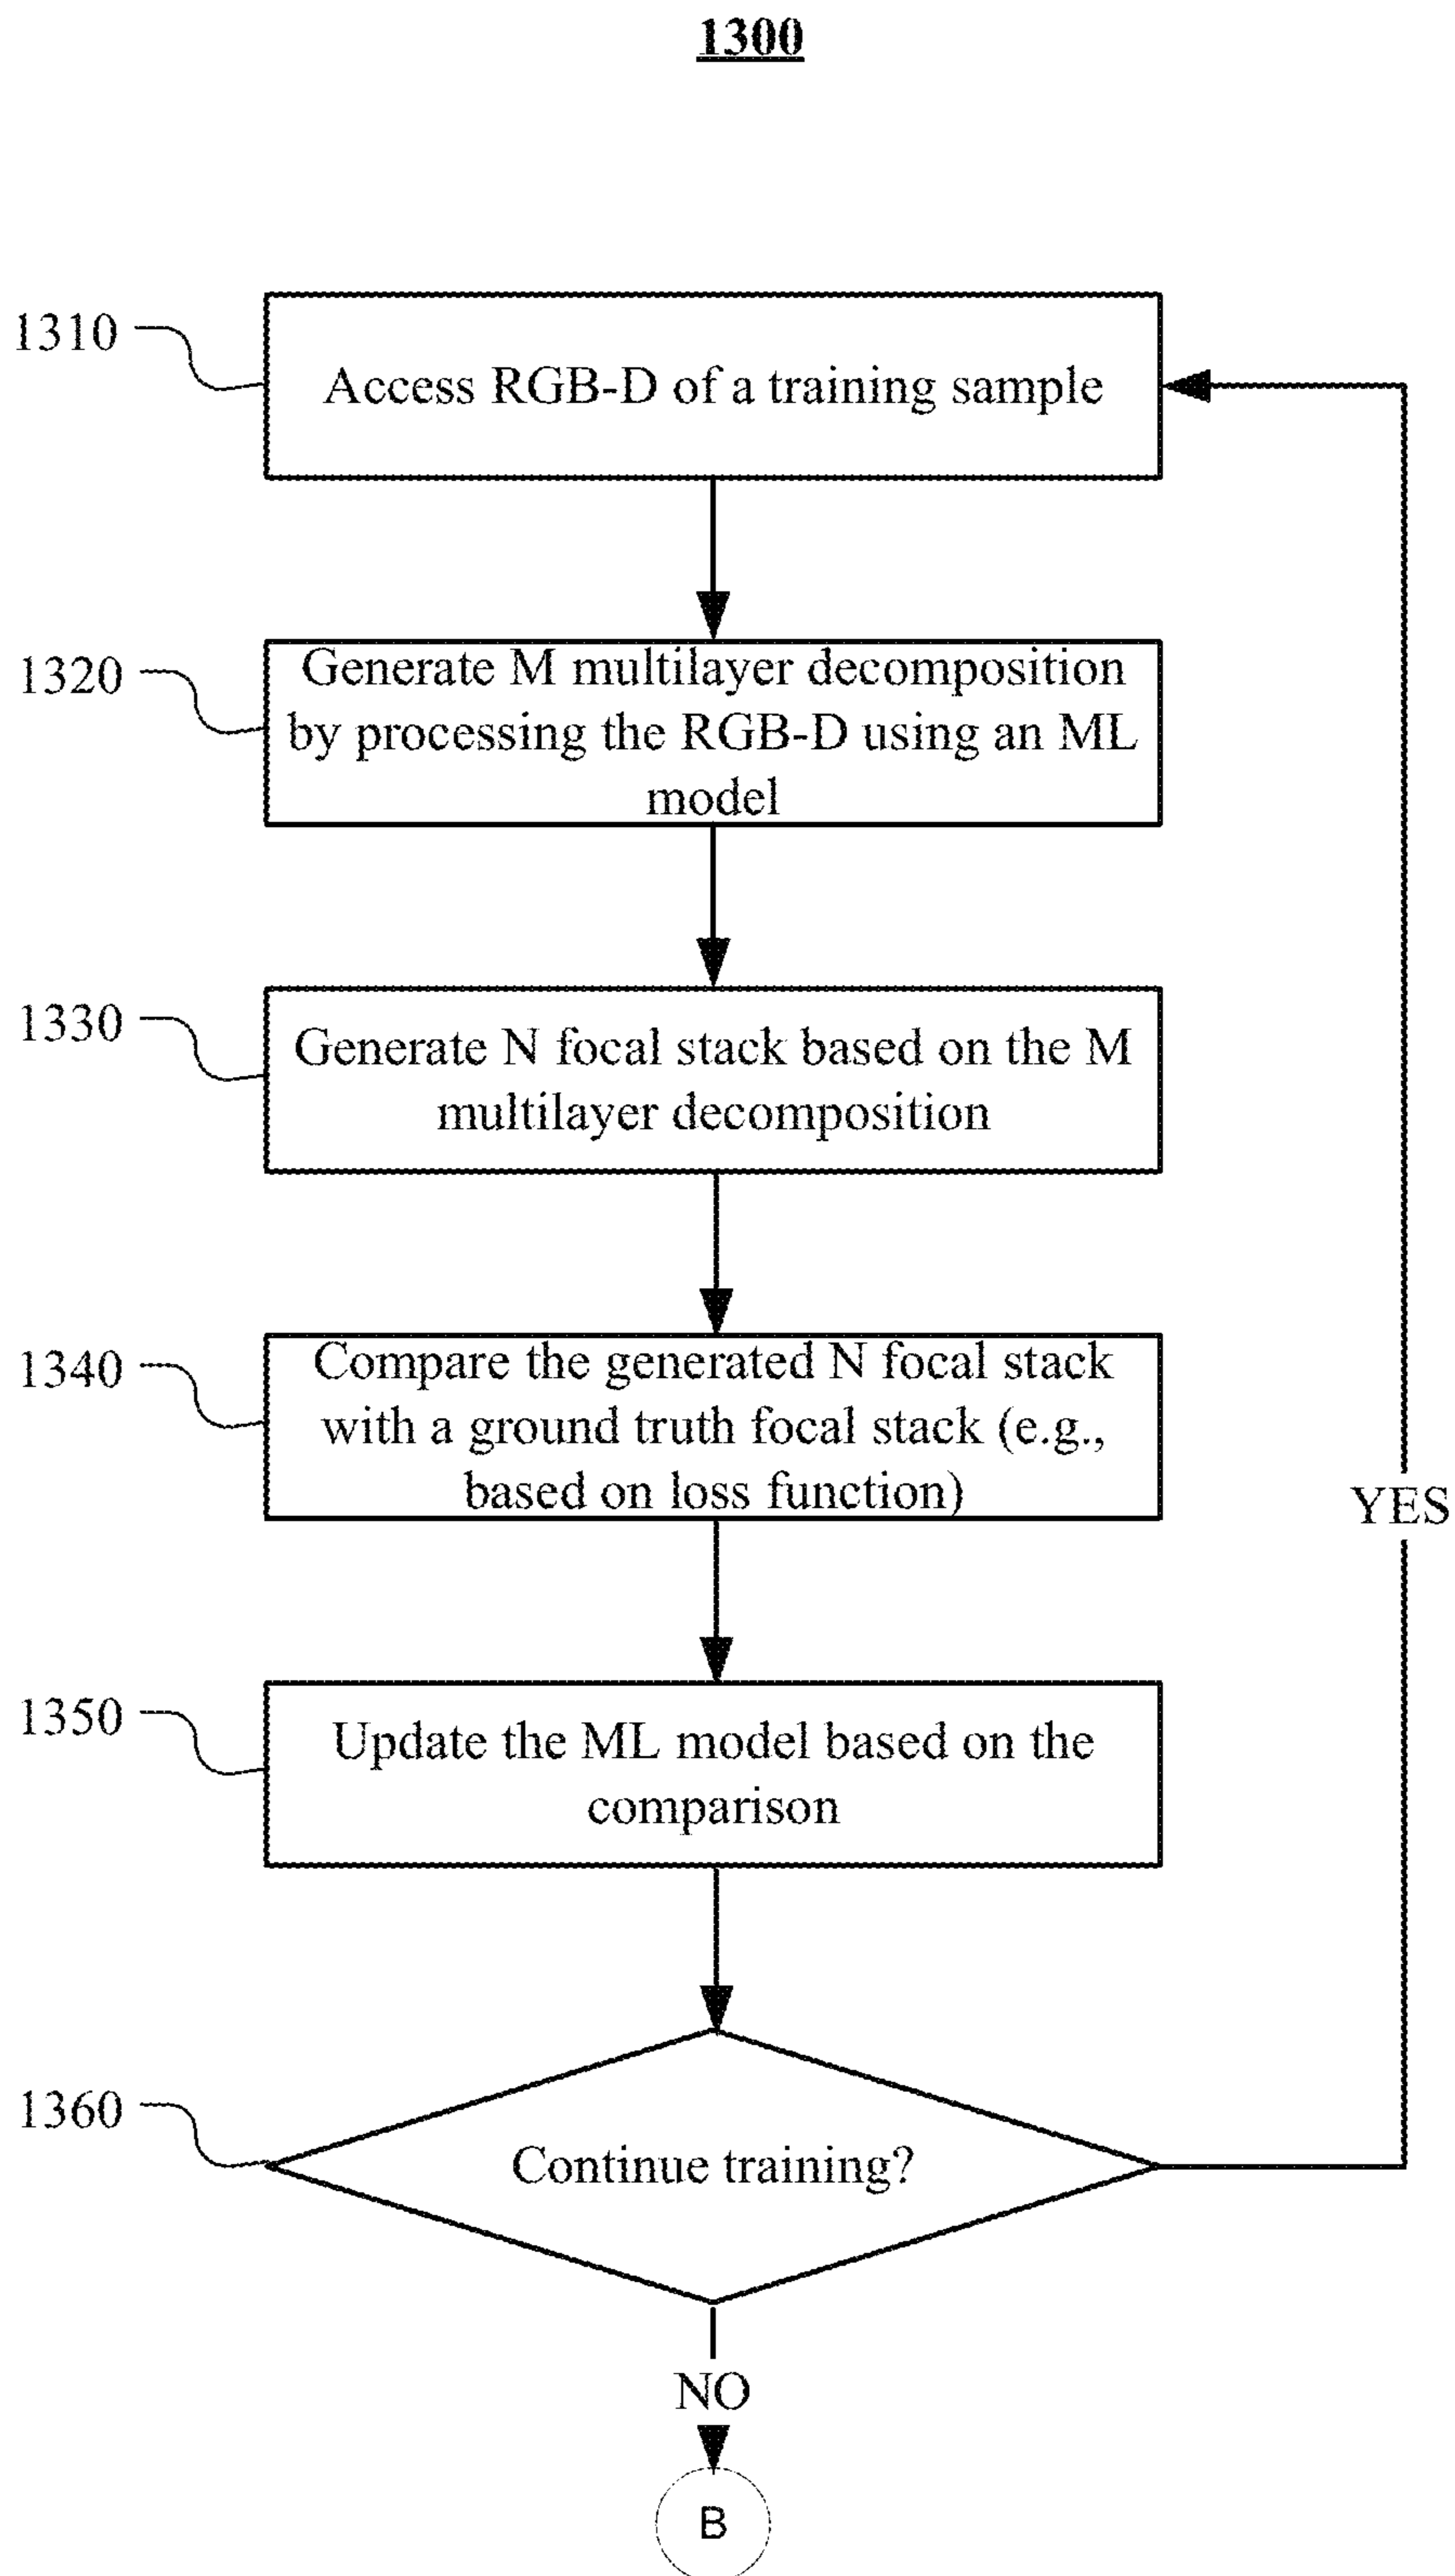 1300
1310
Access RGB-D of a training sample
1320
Generate M multilayer decomposition
by processing the RGB-D using an ML
model
1330
Generate N focal stack based on the M
multilayer decomposition
1340
Compare the generated N focal stack
with a ground truth focal stack (e.g.,
based on loss function)
YES
1350
Update the ML model based on the
comparison
1360
Continue training?
NO
B